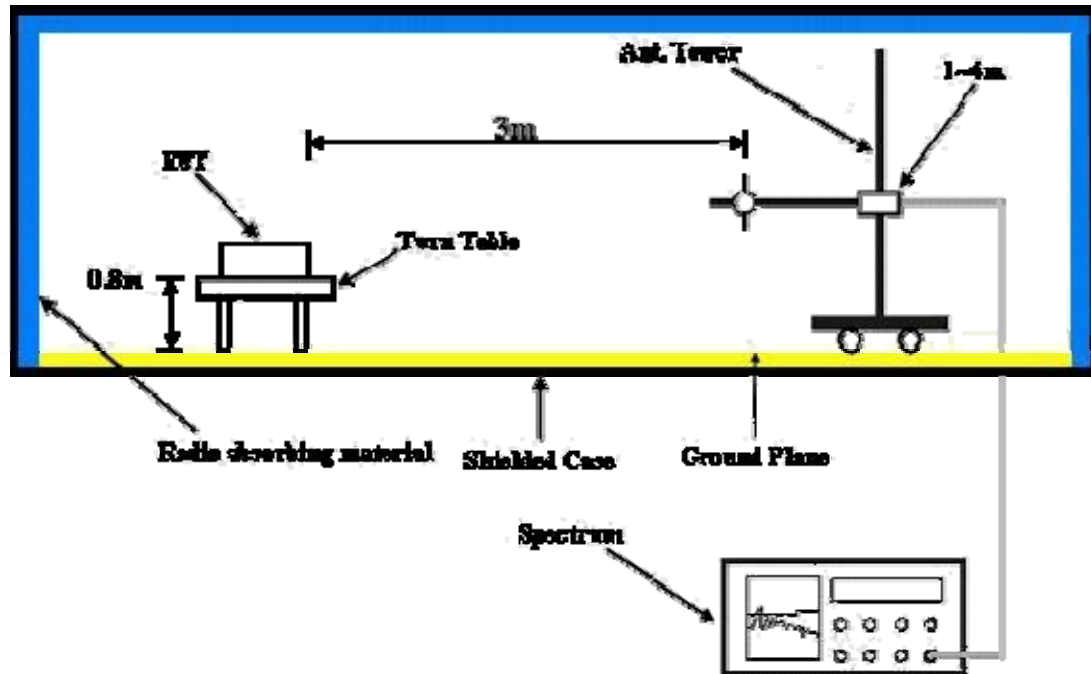 Ant. Tower
1~4m
3m
EUT
Turn Table
0.8m
Radio absorbing material
Shielded Case
Ground Plane
Spectrum